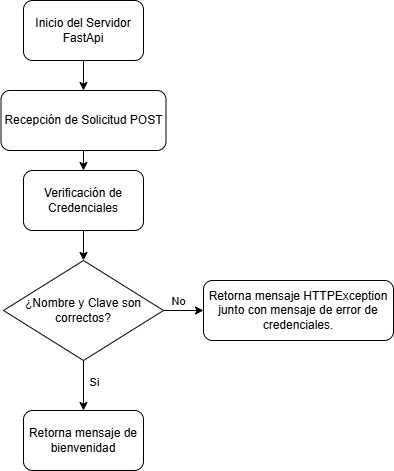 Inicio del Servidor
FastApi
Recepción de Solicitud POST
Verificación de
Credenciales
¿Nombre y Clave son
correctos?
No
Retorna mensaje HTTPException
junto con mensaje de error de
credenciales.
Si
Retorna mensaje de
bienvenidad